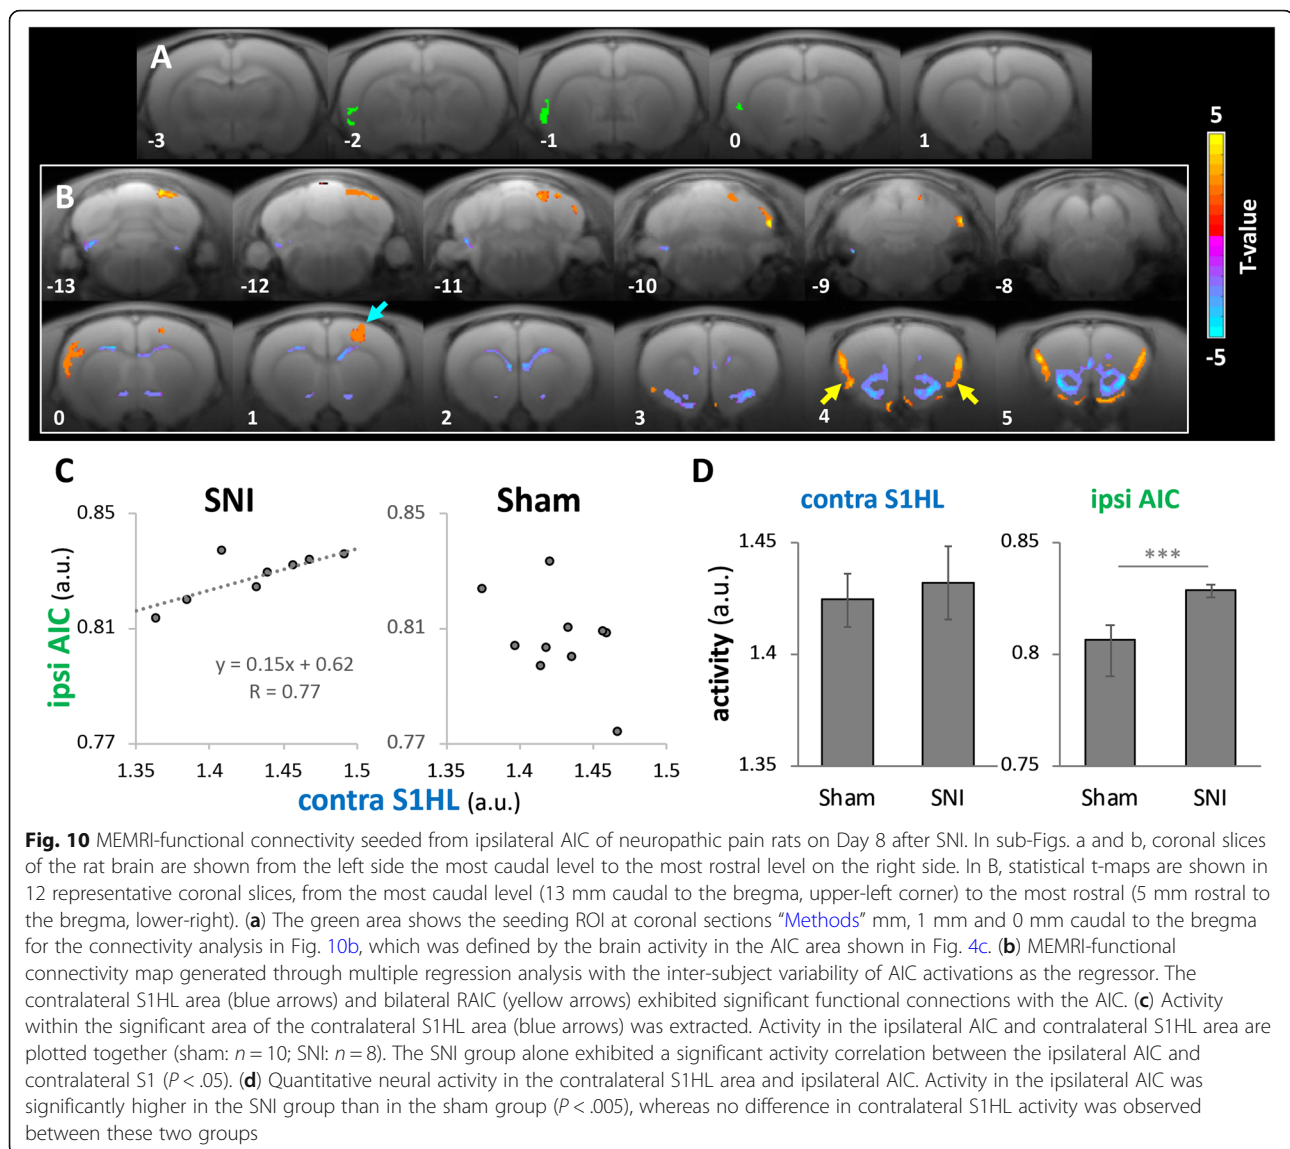 A
-3
-2
-1
0
1
5
T-value
-5
B
-13
-12
-11
-10
-9
-8
0
1
2
3
4
5
C
SNI
Sham
0.85
0.81
0.77
ipsi AIC (a.u.)
y = 0.15x + 0.62
R = 0.77
1.35
1.4
1.45
1.5
0.85
0.81
0.77
1.4
1.45
1.5
contra S1HL (a.u.)
D
contra S1HL
ipsi AIC
activity (a.u.)
1.45
1.4
1.35
Sham
SNI
0.85
0.8
0.75
***
Sham
SNI
Fig. 10 MEMRI-functional connectivity seeded from ipsilateral AIC of neuropathic pain rats on Day 8 after SNI. In sub-Figs. a and b, coronal slices
of the rat brain are shown from the left side the most caudal level to the most rostral level on the right side. In B, statistical t-maps are shown in
12 representative coronal slices, from the most caudal level (13 mm caudal to the bregma, upper-left corner) to the most rostral (5 mm rostral to
the bregma, lower-right). (a) The green area shows the seeding ROI at coronal sections “Methods” mm, 1 mm and 0 mm caudal to the bregma
for the connectivity analysis in Fig. 10b, which was defined by the brain activity in the AIC area shown in Fig. 4c. (b) MEMRI-functional
connectivity map generated through multiple regression analysis with the inter-subject variability of AIC activations as the regressor. The
contralateral S1HL area (blue arrows) and bilateral RAIC (yellow arrows) exhibited significant functional connections with the AIC. (c) Activity
within the significant area of the contralateral S1HL area (blue arrows) was extracted. Activity in the ipsilateral AIC and contralateral S1HL area are
plotted together (sham: n = 10; SNI: n = 8). The SNI group alone exhibited a significant activity correlation between the ipsilateral AIC and
contralateral S1 (P < .05). (d) Quantitative neural activity in the contralateral S1HL area and ipsilateral AIC. Activity in the ipsilateral AIC was
significantly higher in the SNI group than in the sham group (P < .005), whereas no difference in contralateral S1HL activity was observed
between these two groups